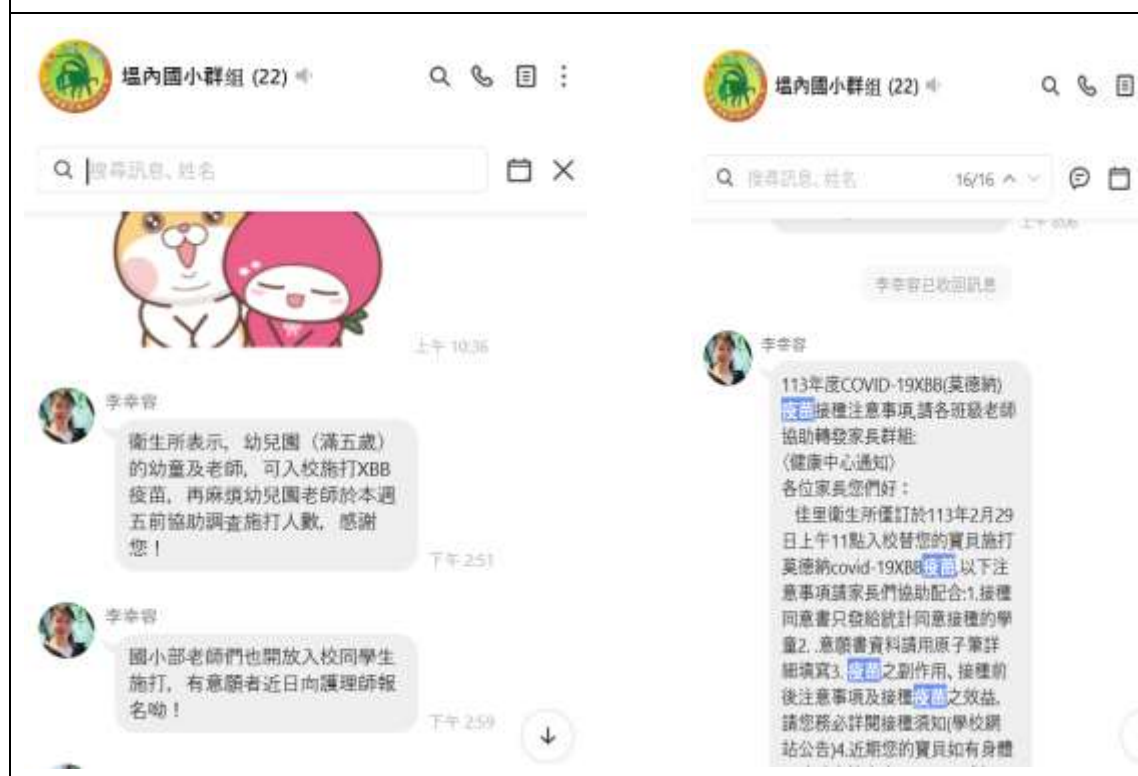 塭內國小群組 (22)
搜尋訊息、姓名
上午 10:36
李幸容
衛生所表示, 幼兒園（滿五歲）
的幼童及老師, 可入校施打XBB
疫苗, 再麻煩幼兒園老師於本週
五前協助調查施打人數, 感謝
您！
下午 2:51
李幸容
國小部老師們也開放入校同學生
施打, 有意願者近日向護理師報
名呦！
下午 2:59
塭內國小群組 (22)
搜尋訊息、姓名
16/16
李幸容已收回訊息
李幸容
113年度COVID-19XBB(莫德納)
疫苗接種注意事項,請各班級老師
協助轉發家長群組:
〈健康中心通知〉
各位家長您們好：
佳里衛生所僅訂於113年2月29
日上午11點入校替您的寶貝施打
莫德納covid-19XBB疫苗,以下注
意事項請家長們協助配合:1.接種
同意書只發給統計同意接種的學
童2. .意願書資料請用原子筆詳
細填寫3. 疫苗之副作用、接種前
後注意事項及接種疫苗之效益,
請您務必詳閱接種須知(學校網
站公告)4.近期您的寶貝如有身體